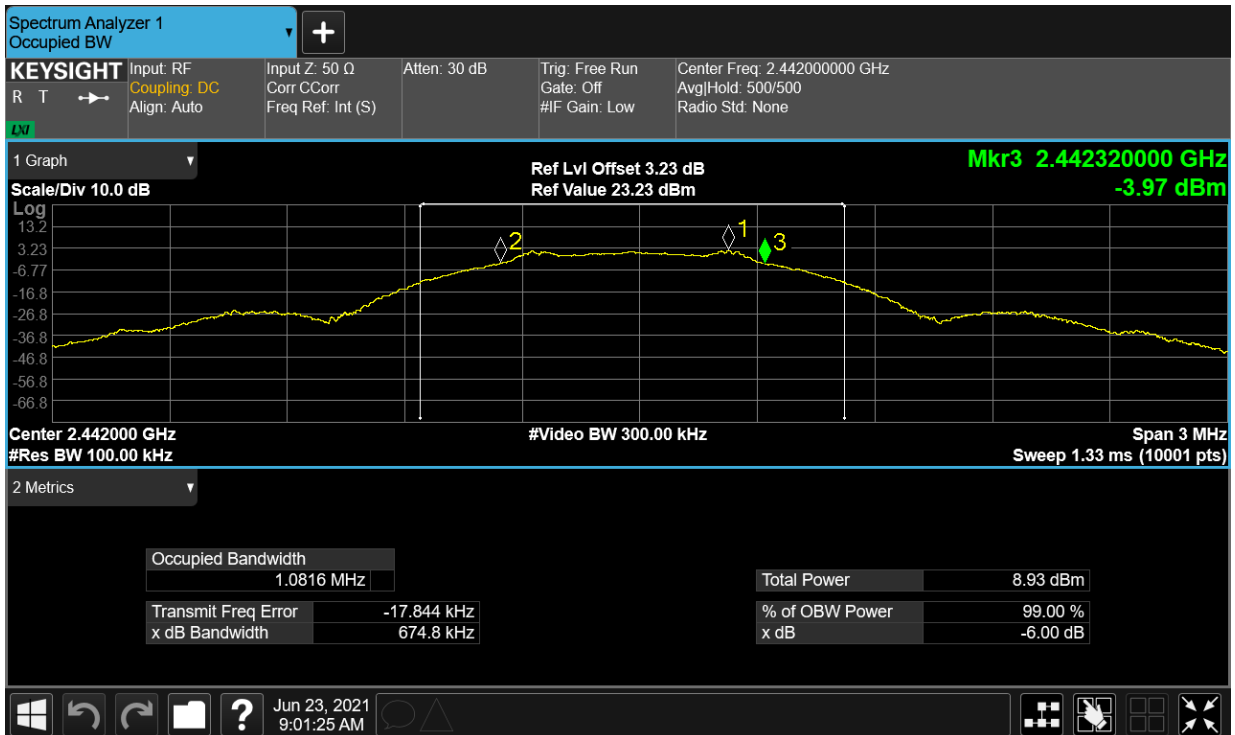 Spectrum Analyzer 1
Occupied BW
▼
+
KEYSIGHT
R T
LXI
Input: RF
Coupling: DC
Align: Auto
Input Z: 50 Ω
Corr CCorr
Freq Ref: Int (S)
Atten: 30 dB
Trig: Free Run
Gate: Off
#IF Gain: Low
Center Freq: 2.442000000 GHz
Avg|Hold: 500/500
Radio Std: None
1 Graph
▼
Scale/Div 10.0 dB
Ref Lvl Offset 3.23 dB
Ref Value 23.23 dBm
Mkr3 2.442320000 GHz
-3.97 dBm
Log
13.2
3.23
-6.77
-16.8
-26.8
-36.8
-46.8
-56.8
-66.8
2
1
3
Center 2.442000 GHz
#Res BW 100.00 kHz
#Video BW 300.00 kHz
Span 3 MHz
Sweep 1.33 ms (10001 pts)
2 Metrics
▼
Occupied Bandwidth
1.0816 MHz
Transmit Freq Error -17.844 kHz
x dB Bandwidth 674.8 kHz
Total Power 8.93 dBm
% of OBW Power 99.00 %
x dB -6.00 dB
?
Jun 23, 2021
9:01:25 AM